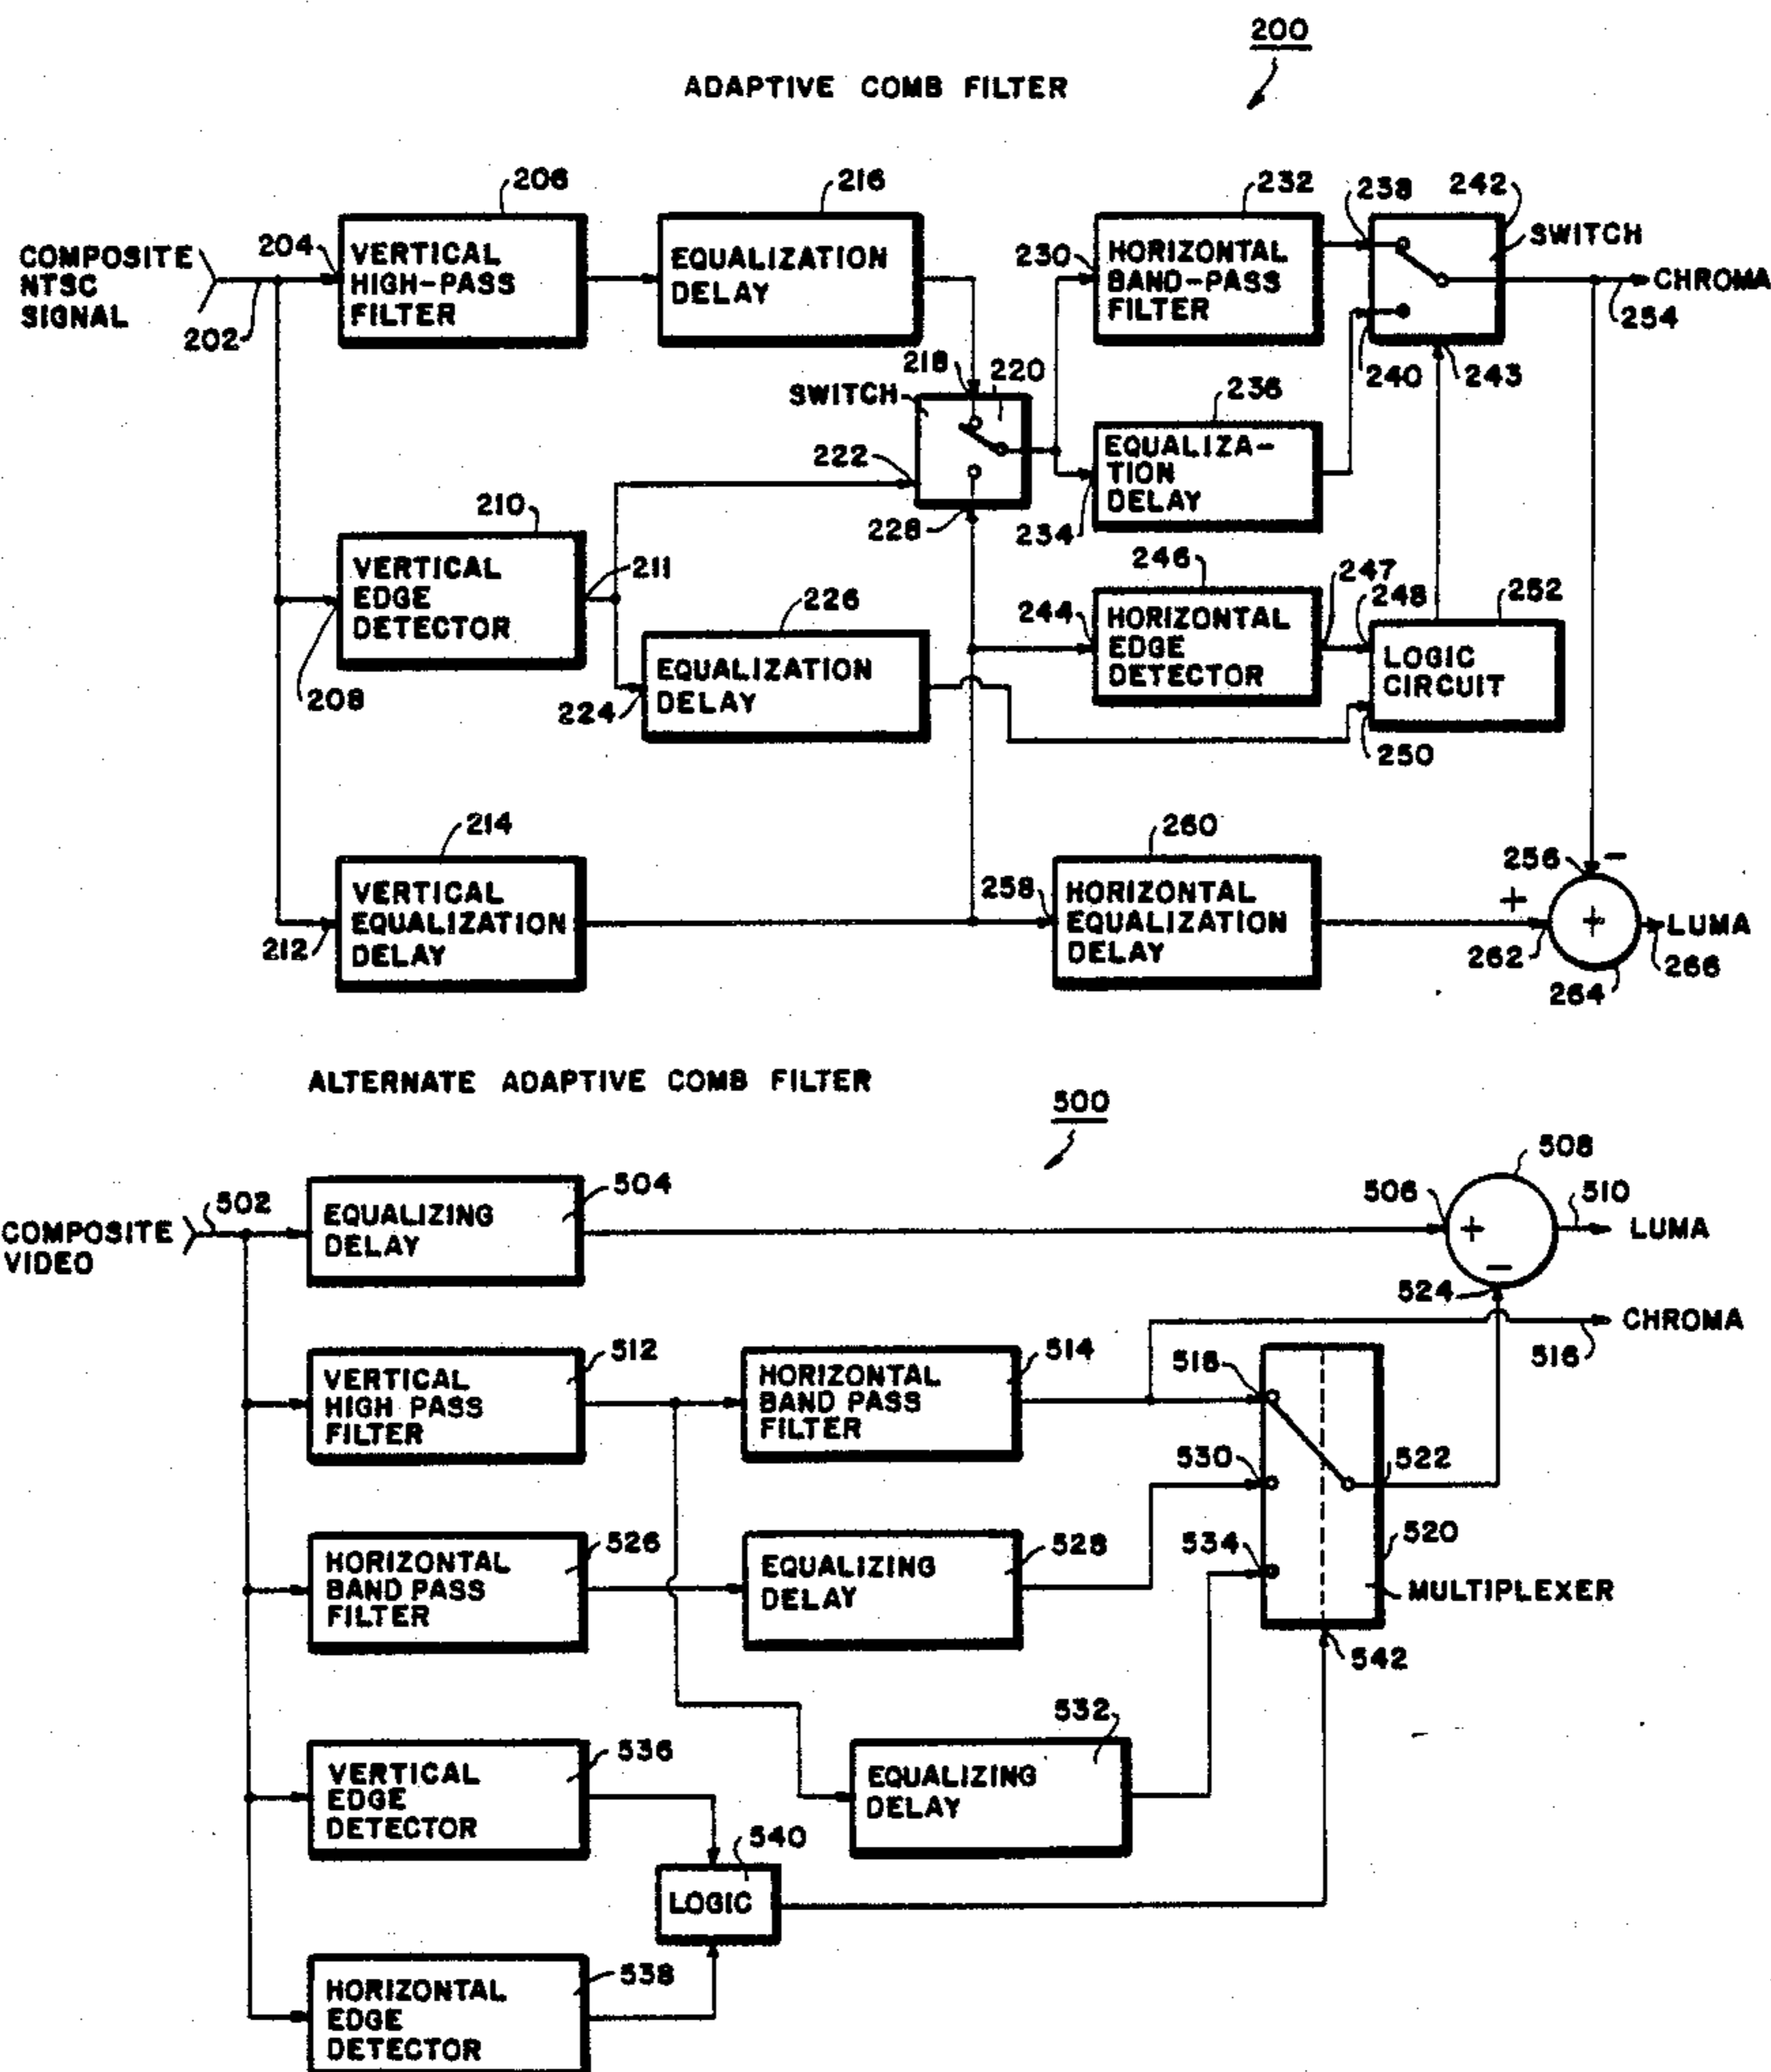 200
ADAPTIVE COMB FILTER
206
216
232
238
242
COMPOSITE
NTSC
SIGNAL
204
202
VERTICAL
HIGH-PASS
FILTER
EQUALIZATION
DELAY
230
HORIZONTAL
BAND-PASS
FILTER
SWITCH
CHROMA
254
240
243
218
220
SWITCH
222
228
236
EQUALIZA-
TION
DELAY
234
210
VERTICAL
EDGE
DETECTOR
211
208
226
EQUALIZATION
DELAY
224
246
247
248
252
244
HORIZONTAL
EDGE
DETECTOR
LOGIC
CIRCUIT
250
214
VERTICAL
EQUALIZATION
DELAY
212
260
258
HORIZONTAL
EQUALIZATION
DELAY
256
-
+
+
LUMA
262
266
264
ALTERNATE ADAPTIVE COMB FILTER
500
508
502
504
506
510
COMPOSITE
VIDEO
EQUALIZING
DELAY
+
-
LUMA
524
CHROMA
516
512
VERTICAL
HIGH PASS
FILTER
514
HORIZONTAL
BAND PASS
FILTER
518
530
522
526
HORIZONTAL
BAND PASS
FILTER
528
EQUALIZING
DELAY
534
520
MULTIPLEXER
542
536
VERTICAL
EDGE
DETECTOR
532
EQUALIZING
DELAY
540
LOGIC
538
HORIZONTAL
EDGE
DETECTOR